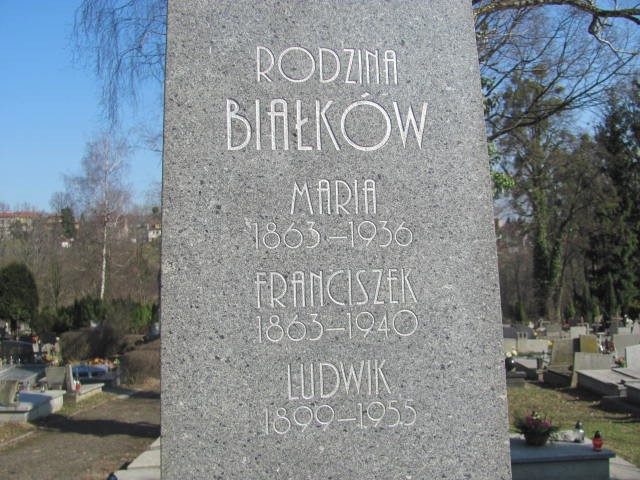 RODZINA
BIAŁKÓW
MARIA
1863-1936
FRANCISZEK
1863-1940
LUDWIK
1899-1955